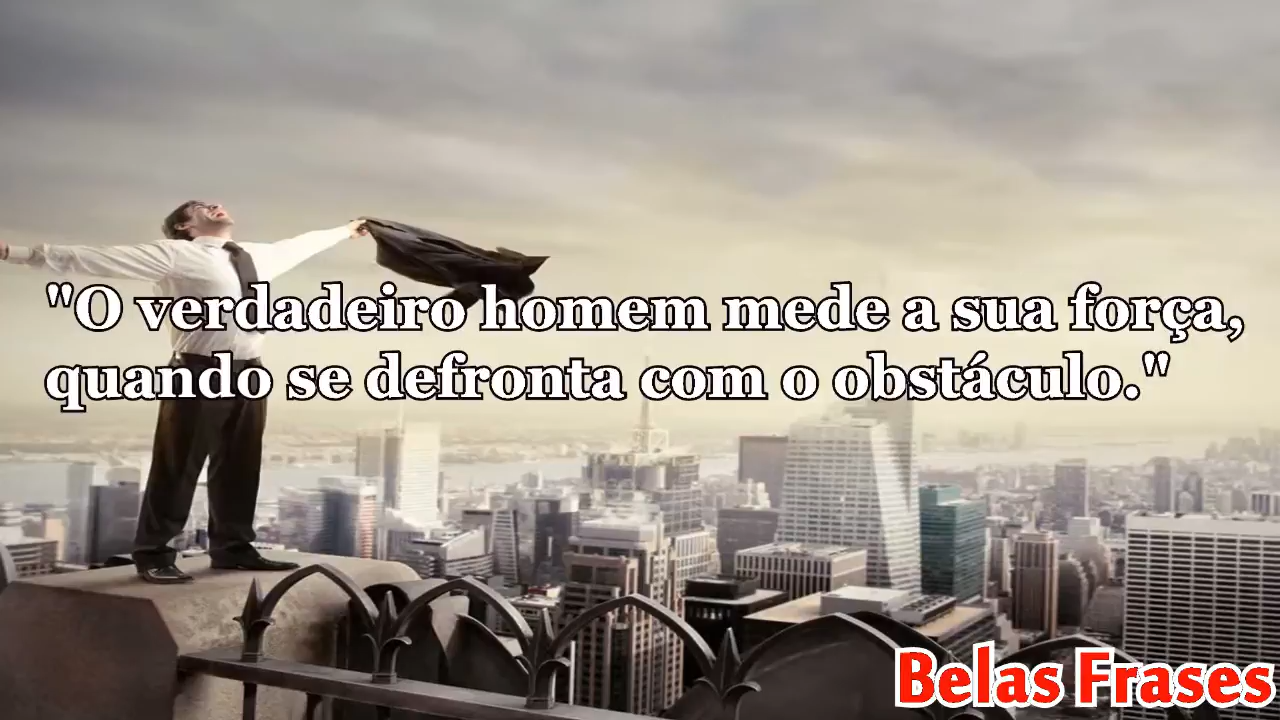 "O verdadeiro homem mede a sua força,
quando se defronta com o obstáculo."
Belas Frases